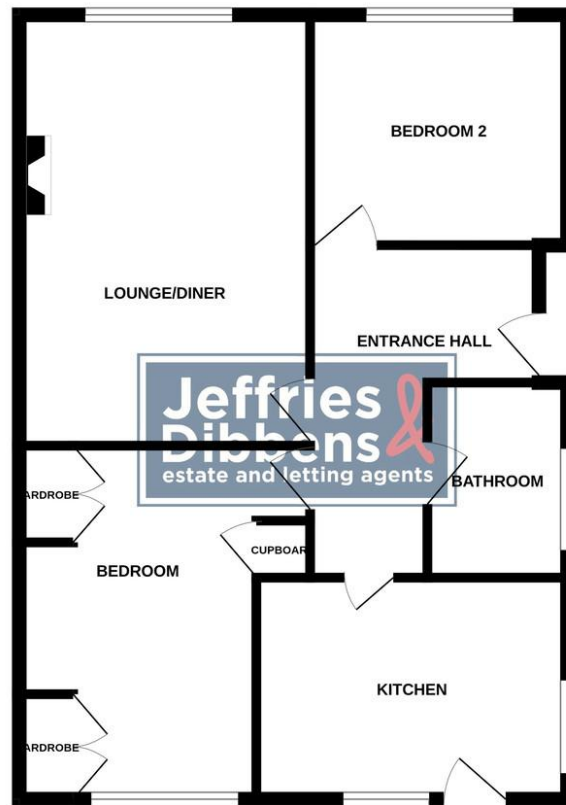 BEDROOM 2
LOUNGE/DINER
ENTRANCE HALL
Jeffries
Dibbens &
estate and letting agents
BATHROOM
ARDROBE
CUPBOAR
BEDROOM
KITCHEN
ARDROBE